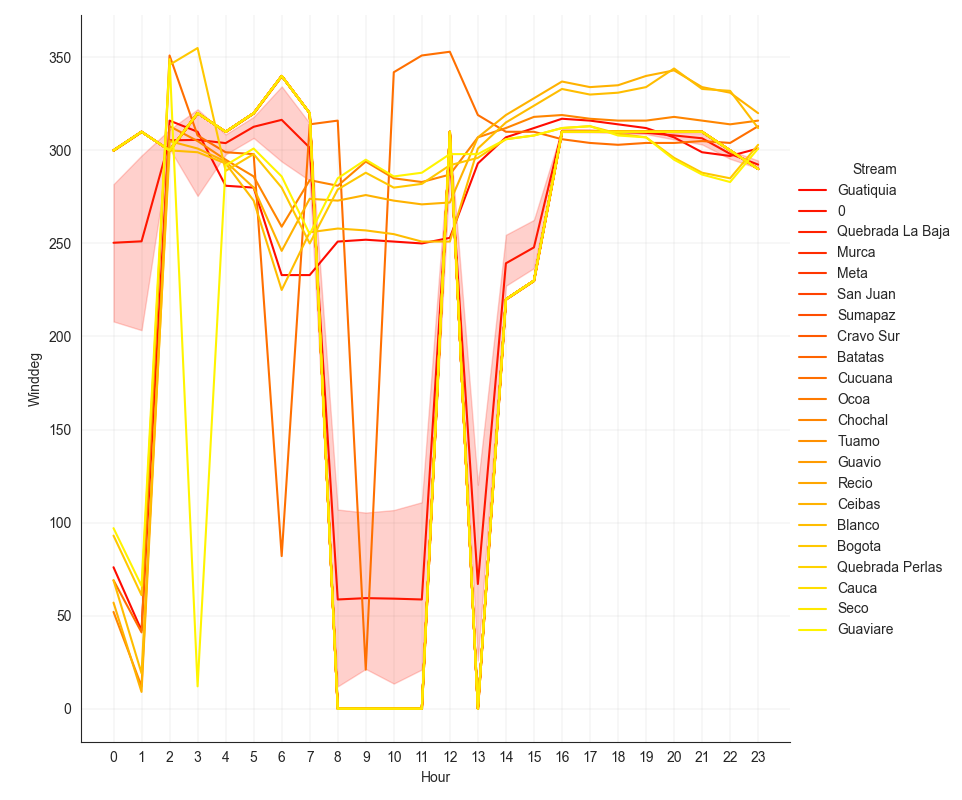 350
300
250
200
150
100
50
0
Winddeg
0 1 2 3 4 5 6 7 8 9 10 11 12 13 14 15 16 17 18 19 20 21 22 23
Hour
Stream
Guatiquia
0
Quebrada La Baja
Murca
Meta
San Juan
Sumapaz
Cravo Sur
Batatas
Cucuana
Ocoa
Chochal
Tuamo
Guavio
Recio
Ceibas
Blanco
Bogota
Quebrada Perlas
Cauca
Seco
Guaviare